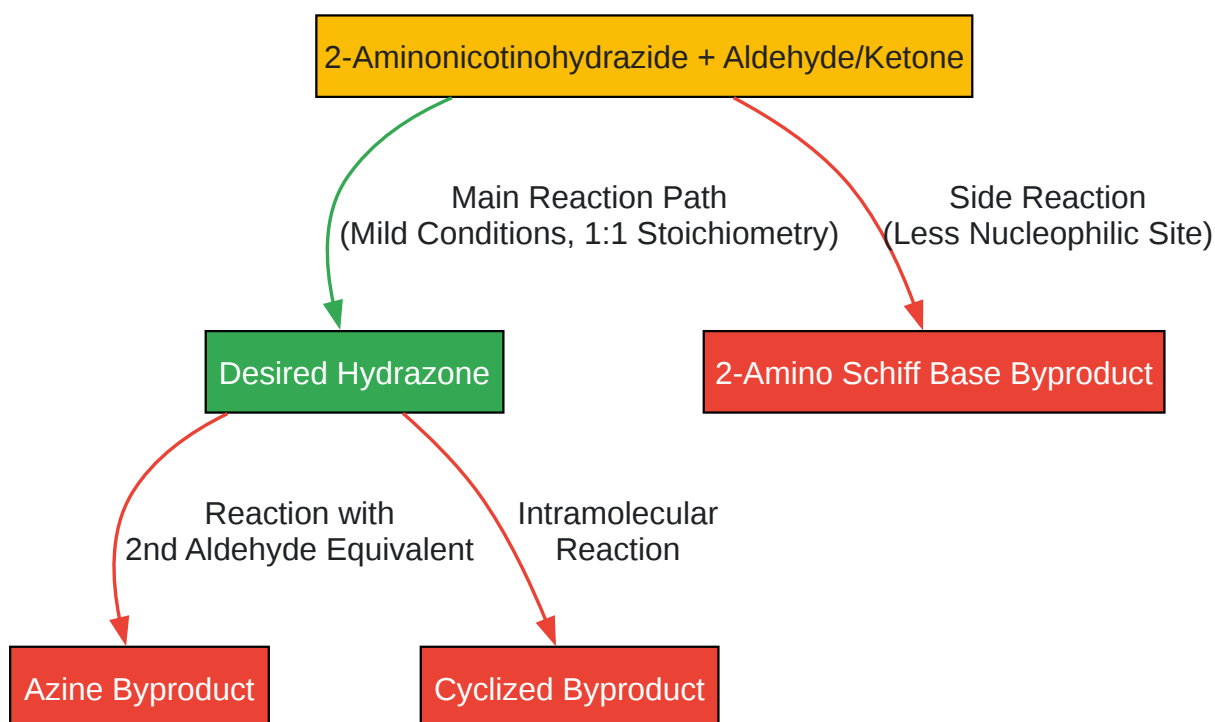 2-Aminonicotinohydrazide + Aldehyde/Ketone
Main Reaction Path
(Mild Conditions, 1:1 Stoichiometry)
Side Reaction
(Less Nucleophilic Site)
Desired Hydrazone
2-Amino Schiff Base Byproduct
Reaction with
2nd Aldehyde Equivalent
Intramolecular
Reaction
Azine Byproduct
Cyclized Byproduct